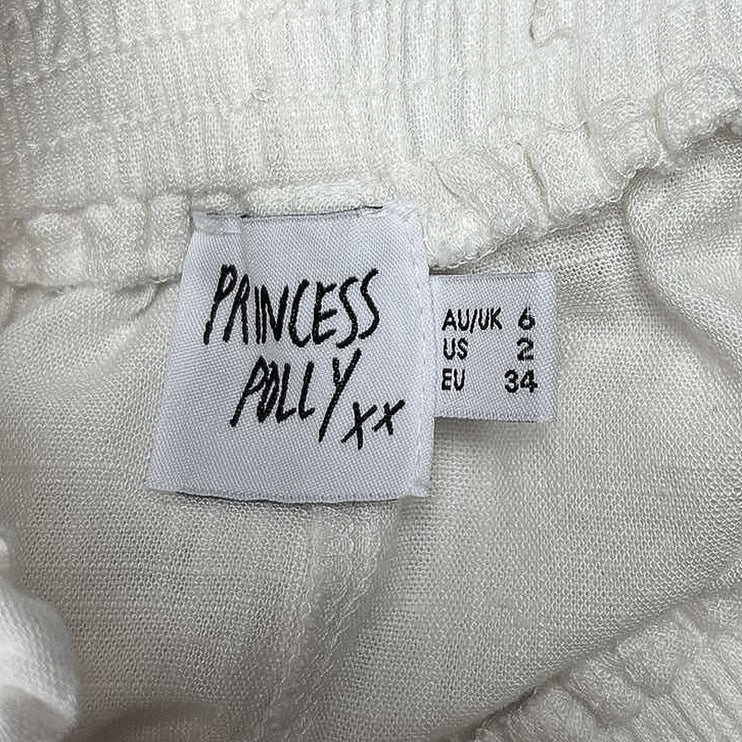 PRINCESS
POLLY xx
AU/UK 6
US 2
EU 34